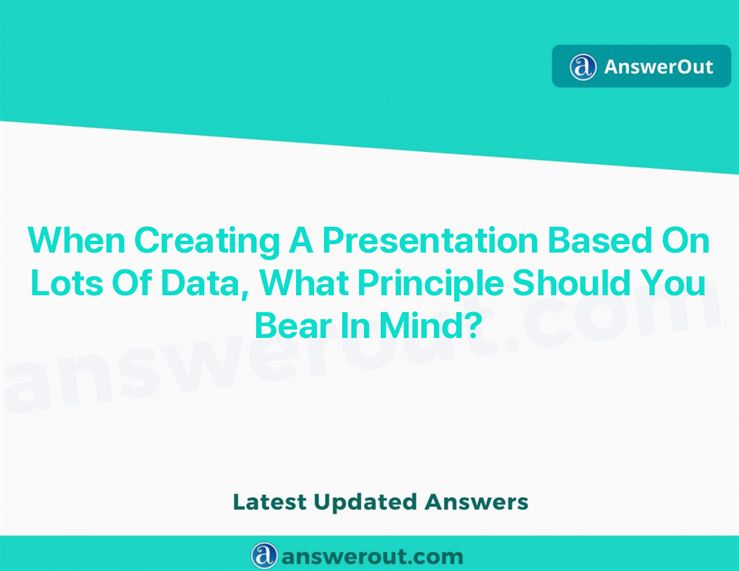 AnswerOut
When Creating A Presentation Based On
Lots Of Data, What Principle Should You
Bear In Mind?
answerout.com
Latest Updated Answers
answerout.com